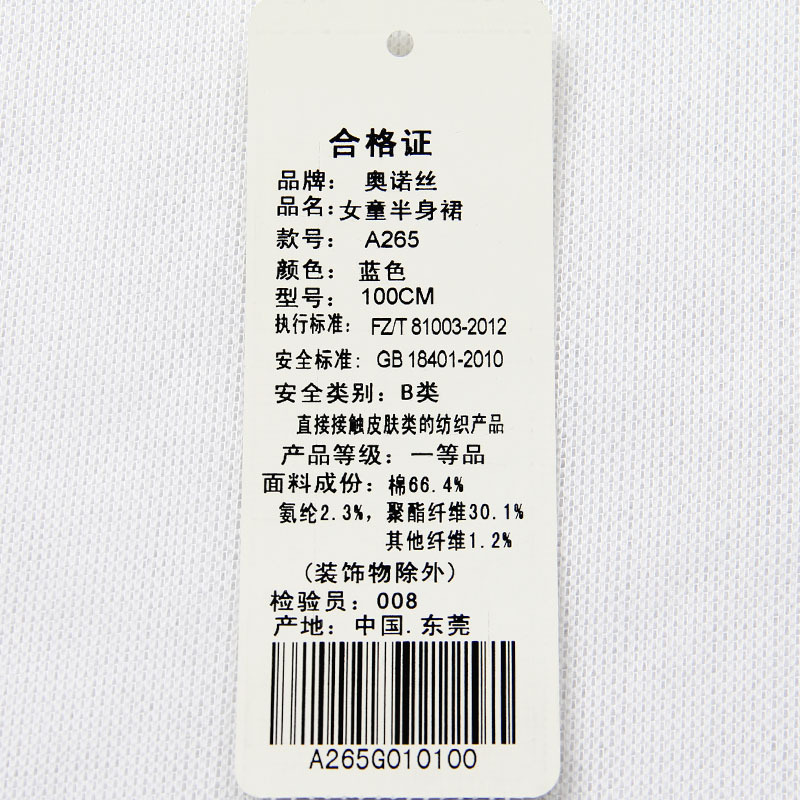 合格证
品牌： 奥诺丝
品名：女童半身裙
款号： A265
颜色： 蓝色
型号： 100CM
执行标准： FZ/T 81003-2012
安全标准： GB 18401-2010
安全类别： B类
直接接触皮肤类的纺织产品
产品等级： 一等品
面料成份：棉66.4%
氨纶2.3%，聚酯纤维30.1%
其他纤维1.2%
（装饰物除外）
检验员： 008
产地： 中国.东莞
A265G010100